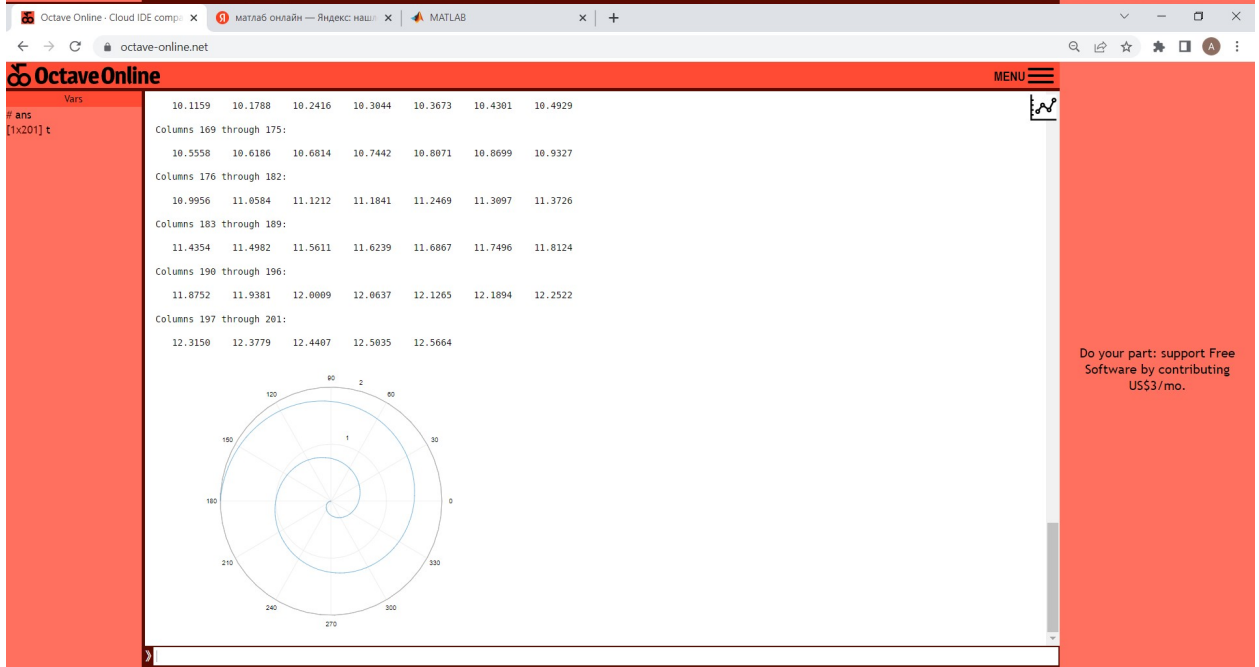 Octave Online · Cloud IDE compa
матлаб онлайн — Яндекс: нашл
MATLAB
octave-online.net
A
Octave Online
MENU
Vars
# ans
[1x201] t
10.1159 10.1788 10.2416 10.3044 10.3673 10.4301 10.4929
Columns 169 through 175:
10.5558 10.6186 10.6814 10.7442 10.8071 10.8699 10.9327
Columns 176 through 182:
10.9956 11.0584 11.1212 11.1841 11.2469 11.3097 11.3726
Columns 183 through 189:
11.4354 11.4982 11.5611 11.6239 11.6867 11.7496 11.8124
Columns 190 through 196:
11.8752 11.9381 12.0009 12.0637 12.1265 12.1894 12.2522
Columns 197 through 201:
12.3150 12.3779 12.4407 12.5035 12.5664
90 2
120 60
150 1 30
180 0
210 330
240 300
270
Do your part: support Free
Software by contributing
US$3/mo.